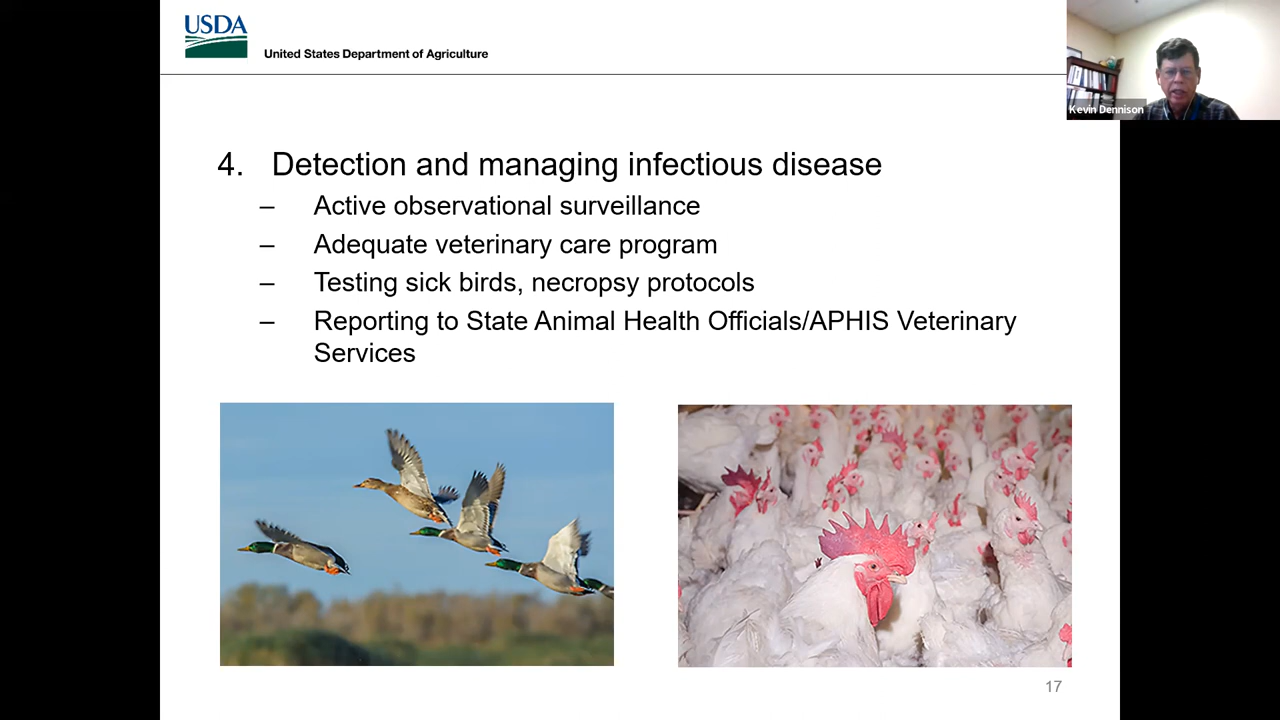 USDA
United States Department of Agriculture
Kevin Dennison
4. Detection and managing infectious disease
– Active observational surveillance
– Adequate veterinary care program
– Testing sick birds, necropsy protocols
– Reporting to State Animal Health Officials/APHIS Veterinary
Services
17